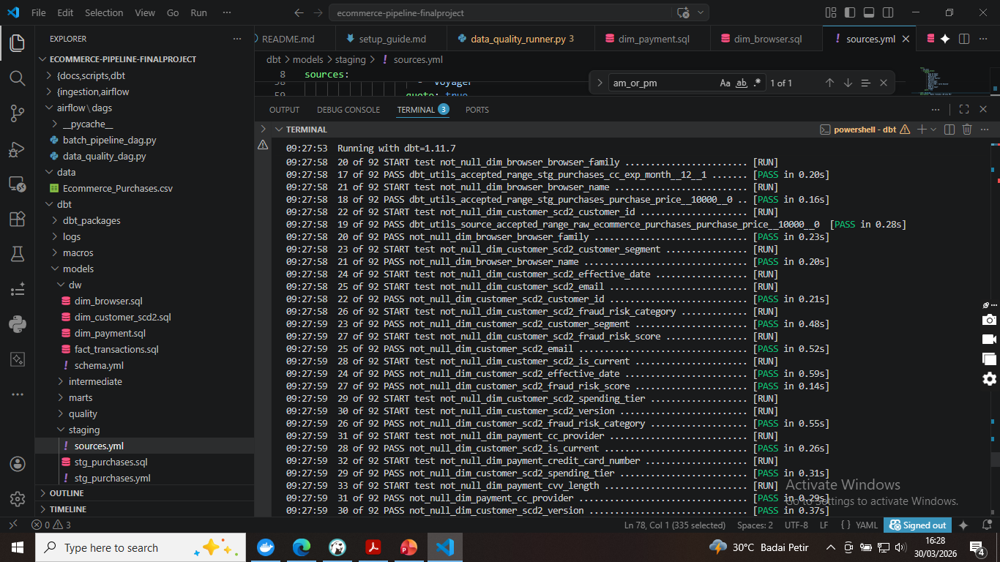 File Edit Selection View Go Run ···
ecommerce-pipeline-finalproject
EXPLORER ···
ECOMMERCE-PIPELINE-FINALPROJECT
{docs,scripts,dbt
{ingestion,airflow
airflow \ dags
__pycache__
batch_pipeline_dag.py
data_quality_dag.py
data
Ecommerce_Purchases.csv
dbt
dbt_packages
logs
macros
models
dw
dim_browser.sql
dim_customer_scd2.sql
dim_payment.sql
fact_transactions.sql
schema.yml
intermediate
marts
quality
staging
sources.yml
stg_purchases.sql
stg_purchases.yml
OUTLINE
TIMELINE
README.md setup_guide.md data_quality_runner.py 3 dim_payment.sql dim_browser.sql sources.yml
dbt > models > staging > ! sources.yml
8 sources:
58 - Voyager
59 quote: true
am_or_pm Aa ab .* 1 of 1
OUTPUT DEBUG CONSOLE TERMINAL 3 PORTS
TERMINAL powershell - dbt
09:27:53 Running with dbt=1.11.7
09:27:58 20 of 92 START test not_null_dim_browser_browser_family ......................... [RUN]
09:27:58 17 of 92 PASS dbt_utils_accepted_range_stg_purchases_cc_exp_month__12__1 ....... [PASS in 0.20s]
09:27:58 21 of 92 START test not_null_dim_browser_browser_name ........................... [RUN]
09:27:58 18 of 92 PASS dbt_utils_accepted_range_stg_purchases_purchase_price__10000__0 .. [PASS in 0.16s]
09:27:58 22 of 92 START test not_null_dim_customer_scd2_customer_id ...................... [RUN]
09:27:58 19 of 92 PASS dbt_utils_source_accepted_range_raw_ecommerce_purchases_purchase_price__10000__0 [PASS in 0.28s]
09:27:58 20 of 92 PASS not_null_dim_browser_browser_family .............................. [PASS in 0.23s]
09:27:58 23 of 92 START test not_null_dim_customer_scd2_customer_segment ................. [RUN]
09:27:58 21 of 92 PASS not_null_dim_browser_browser_name ................................ [PASS in 0.20s]
09:27:58 24 of 92 START test not_null_dim_customer_scd2_effective_date ................... [RUN]
09:27:58 25 of 92 START test not_null_dim_customer_scd2_email ............................ [RUN]
09:27:58 22 of 92 PASS not_null_dim_customer_scd2_customer_id ........................... [PASS in 0.21s]
09:27:58 26 of 92 START test not_null_dim_customer_scd2_fraud_risk_category .............. [RUN]
09:27:59 23 of 92 PASS not_null_dim_customer_scd2_customer_segment ...................... [PASS in 0.48s]
09:27:59 27 of 92 START test not_null_dim_customer_scd2_fraud_risk_score ................. [RUN]
09:27:59 25 of 92 PASS not_null_dim_customer_scd2_email ................................. [PASS in 0.52s]
09:27:59 28 of 92 START test not_null_dim_customer_scd2_is_current ....................... [RUN]
09:27:59 24 of 92 PASS not_null_dim_customer_scd2_effective_date ........................ [PASS in 0.59s]
09:27:59 27 of 92 PASS not_null_dim_customer_scd2_fraud_risk_score ...................... [PASS in 0.14s]
09:27:59 29 of 92 START test not_null_dim_customer_scd2_spending_tier .................... [RUN]
09:27:59 30 of 92 START test not_null_dim_customer_scd2_version .......................... [RUN]
09:27:59 26 of 92 PASS not_null_dim_customer_scd2_fraud_risk_category ................... [PASS in 0.55s]
09:27:59 31 of 92 START test not_null_dim_payment_cc_provider ............................ [RUN]
09:27:59 28 of 92 PASS not_null_dim_customer_scd2_is_current ............................ [PASS in 0.26s]
09:27:59 32 of 92 START test not_null_dim_payment_credit_card_number ..................... [RUN]
09:27:59 29 of 92 PASS not_null_dim_customer_scd2_spending_tier ......................... [PASS in 0.31s]
09:27:59 33 of 92 START test not_null_dim_payment_cvv_length ............................. [RUN]
09:27:59 31 of 92 PASS not_null_dim_payment_cc_provider ................................. [PASS in 0.29s]
09:27:59 30 of 92 PASS not_null_dim_customer_scd2_version ............................... [PASS in 0.37s]
Activate Windows
Go to Settings to activate Windows.
0 3 Ln 78, Col 1 (335 selected) Spaces: 2 UTF-8 LF { } YAML Signed out
Type here to search
30°C Badai Petir
16:28
30/03/2026
4